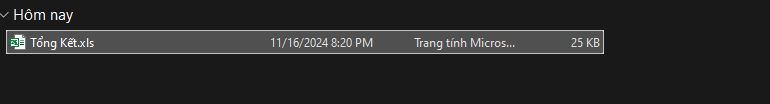 Hôm nay
Tổng Kết.xls 11/16/2024 8:20 PM Trang tính Micros... 25 KB